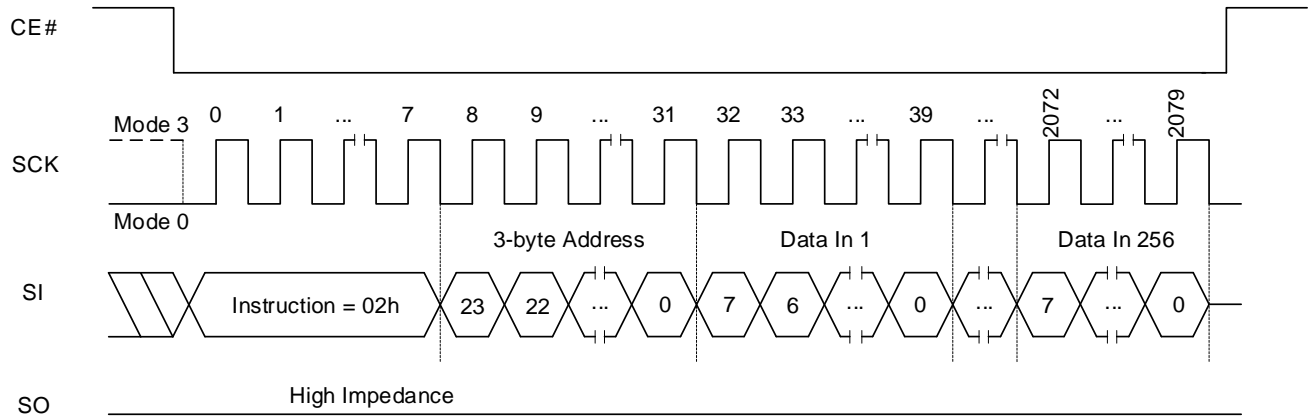 CE#
0 1 ... 7 8 9 ... 31 32 33 ... 39 ... 2072 ... 2079
Mode 3
SCK
Mode 0
3-byte Address Data In 1 Data In 256
SI Instruction = 02h 23 22 ... 0 7 6 ... 0 ... 7 ... 0
High Impedance
SO